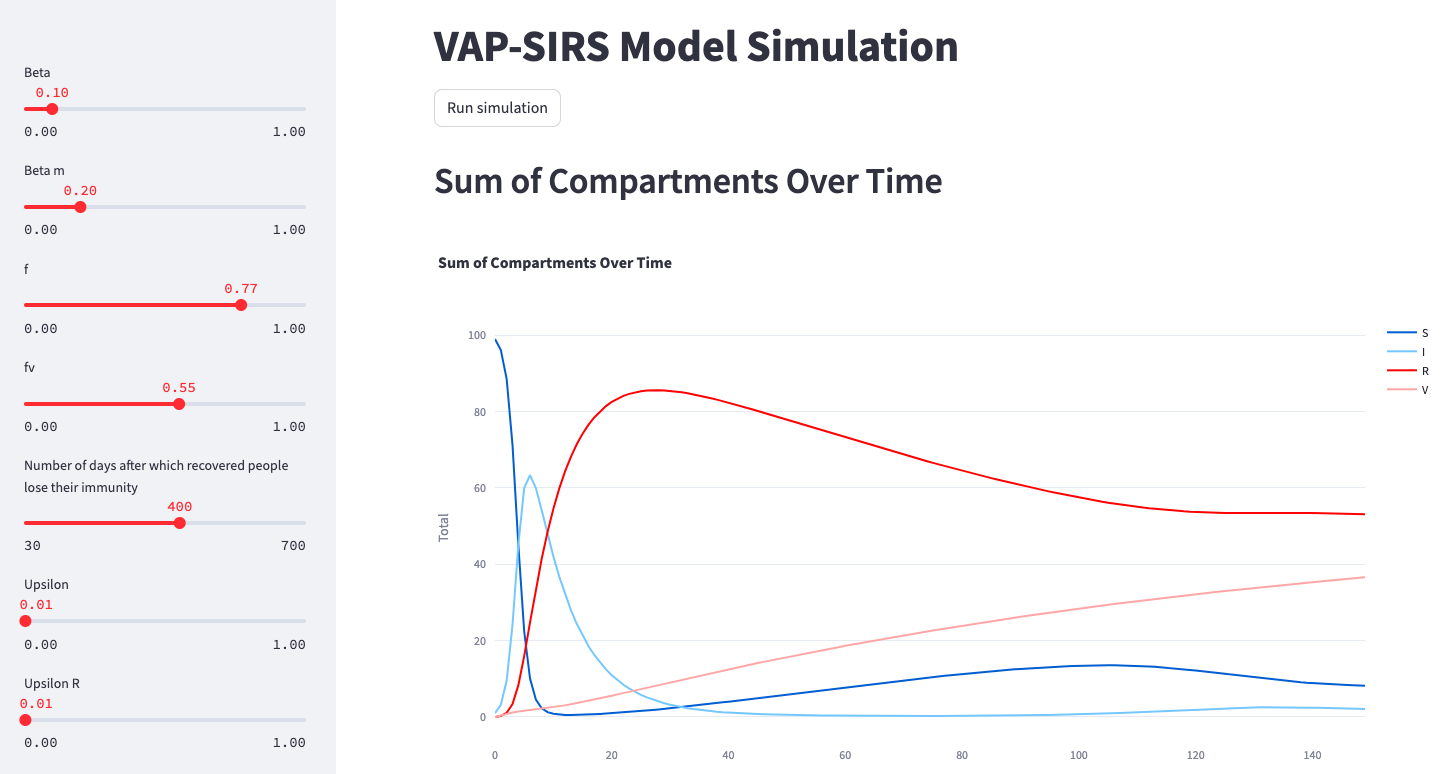 Beta
0.10
0.00 1.00
Beta m
0.20
0.00 1.00
f
0.77
0.00 1.00
fv
0.55
0.00 1.00
Number of days after which recovered people
lose their immunity
400
30 700
Upsilon
0.01
0.00 1.00
Upsilon R
0.01
0.00 1.00
VAP-SIRS Model Simulation
Run simulation
Sum of Compartments Over Time
Sum of Compartments Over Time
100
80
60
40
20
0
Total
0 20 40 60 80 100 120 140
S
I
R
V